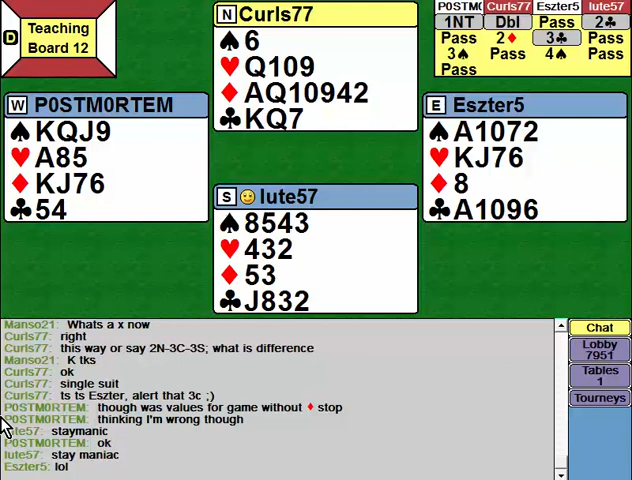 Teaching
Board 12
D
N Curls77
♠ 6
♥ Q109
♦ AQ10942
♣ KQ7
P0STM( Curls77 Eszter5 lute57
1NT Dbl Pass 2♣
Pass 2♦ 3♣ Pass
3♠ Pass 4♠ Pass
Pass
W P0STM0RTEM
♠ KQJ9
♥ A85
♦ KJ76
♣ 54
E Eszter5
♠ A1072
♥ KJ76
♦ 8
♣ A1096
S lute57
♠ 8543
♥ 432
♦ 53
♣ J832
Manso21: Whats a x now
Curls77: right
Curls77: this way or say 2N-3C-3S; what is difference
Manso21: K tks
Curls77: ok
Curls77: single suit
Curls77: ts ts Eszter, alert that 3c ;)
P0STM0RTEM: though was values for game without ♦ stop
P0STM0RTEM: thinking I'm wrong though
lute57: staymanic
P0STM0RTEM: ok
lute57: stay maniac
Eszter5: lol
Chat
Lobby
7951
Tables
1
Tourneys